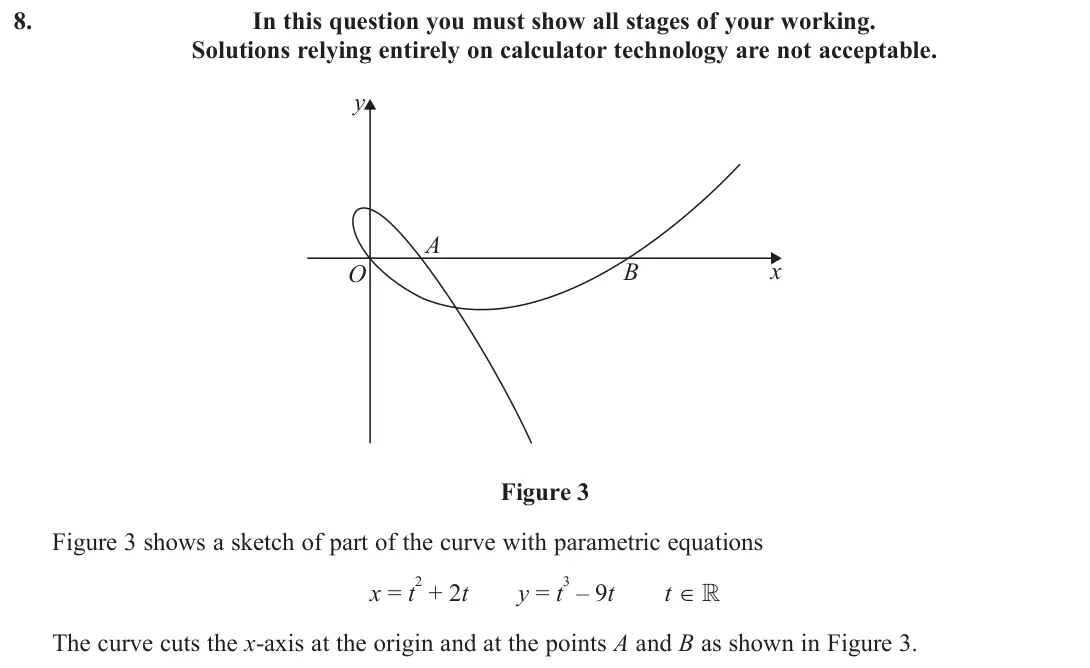 8.
In this question you must show all stages of your working.
Solutions relying entirely on calculator technology are not acceptable.
y
A
O
B
x
Figure 3
Figure 3 shows a sketch of part of the curve with parametric equations
x = t² + 2t y = t³ – 9t t ∈ ℝ
The curve cuts the x-axis at the origin and at the points A and B as shown in Figure 3.